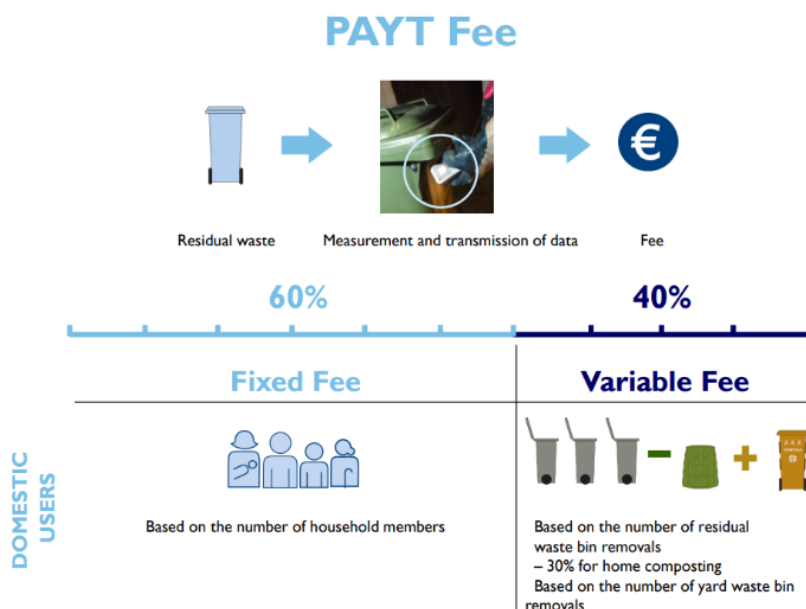 PAYT Fee
€
Residual waste
Measurement and transmission of data
Fee
60%
40%
Fixed Fee
Variable Fee
DOMESTIC
USERS
Based on the number of household members
Based on the number of residual
waste bin removals
– 30% for home composting
Based on the number of yard waste bin
removals